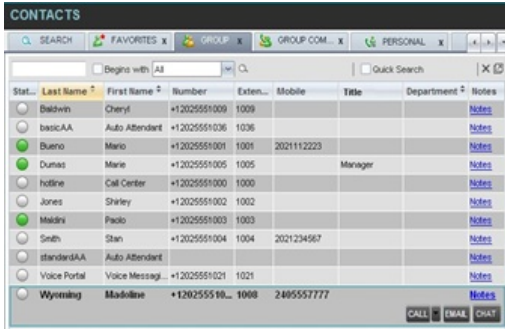 CONTACTS
SEARCH FAVORITES x GROUP x GROUP COM... x PERSONAL x
Begins with All Quick Search
Stat... Last Name First Name Number Exten... Mobile Title Department Notes
Baldwin Cheryl +12025551009 1009 Notes
basicAA Auto Attendant +12025551036 1036 Notes
Bueno Mario +12025551001 1001 2021112223 Notes
Dumas Marie +12025551005 1005 Manager Notes
hotline Call Center +12025551000 1000 Notes
Jones Shirley +12025551002 1002 Notes
Maldini Paolo +12025551003 1003 Notes
Smith Stan +12025551004 1004 2021234567 Notes
standardAA Auto Attendant Notes
Voice Portal Voice Messagi... +12025551021 1021 Notes
Wyoming Madoline +120255510... 1008 2405557777 Notes
CALL EMAIL CHAT